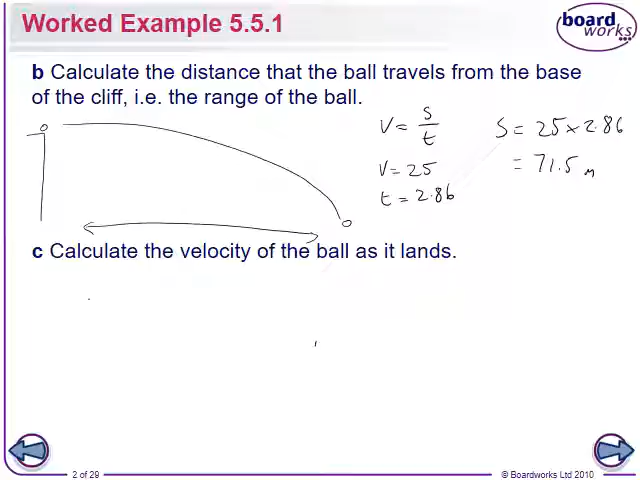 Worked Example 5.5.1
board
works
b Calculate the distance that the ball travels from the base
of the cliff, i.e. the range of the ball.
V = s/t
V = 25
t = 2.86
S = 25 × 2.86
= 71.5 m
c Calculate the velocity of the ball as it lands.
2 of 29
© Boardworks Ltd 2010